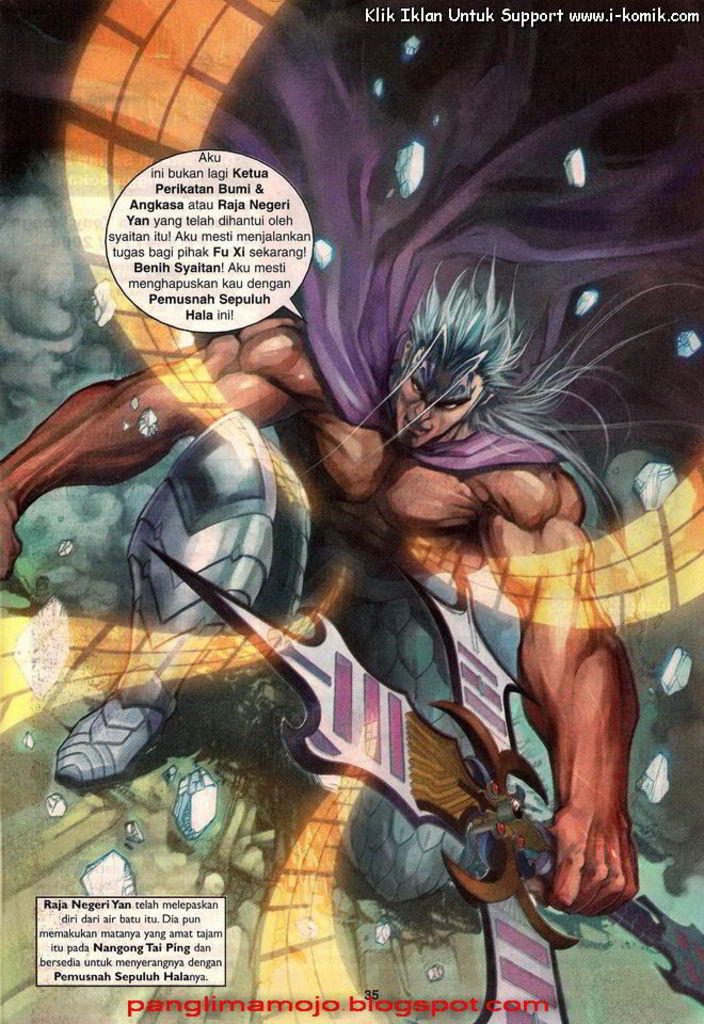 Klik Iklan Untuk Support www.i-komik.com
Aku
ini bukan lagi Ketua
Perikatan Bumi &
Angkasa atau Raja Negeri
Yan yang telah dihantui oleh
syaitan itu! Aku mesti menjalankan
tugas bagi pihak Fu Xi sekarang!
Benih Syaitan! Aku mesti
menghapuskan kau dengan
Pemusnah Sepuluh
Hala ini!
Raja Negeri Yan telah melepaskan
diri dari air batu itu. Dia pun
memakukan matanya yang amat tajam
itu pada Nangong Tai Ping dan
bersedia untuk menyerangnya dengan
Pemusnah Sepuluh Halanya.
35
panglimamojo.blogspot.com